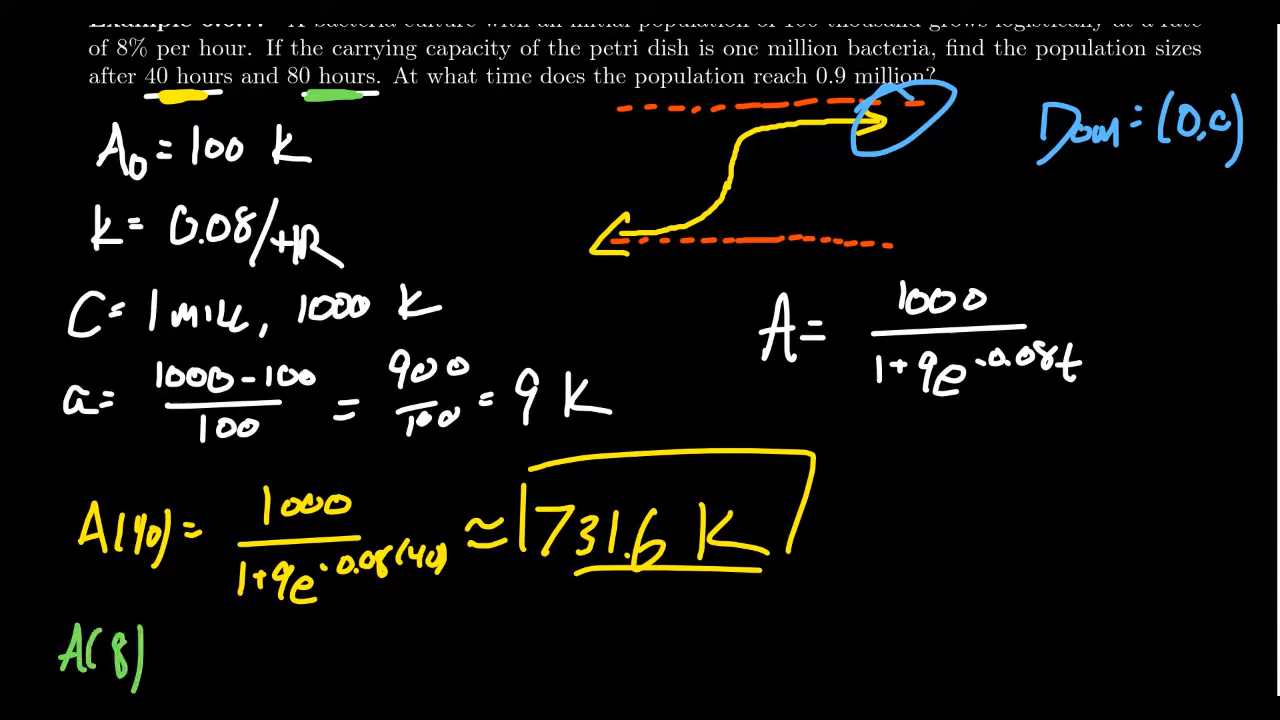 of 8% per hour. If the carrying capacity of the petri dish is one million bacteria, find the population sizes
after 40 hours and 80 hours. At what time does the population reach 0.9 million?
A₀ = 100 K
Dom = (0,c)
k = 0.08/HR
C = 1 mill, 1000 K
A = 1000 / 1+9e^-0.08t
a = 1000-100 / 100 = 900 / 100 = 9 K
A(40) = 1000 / 1+9e^-0.08(40) ≈ 731.6 K
A(8)